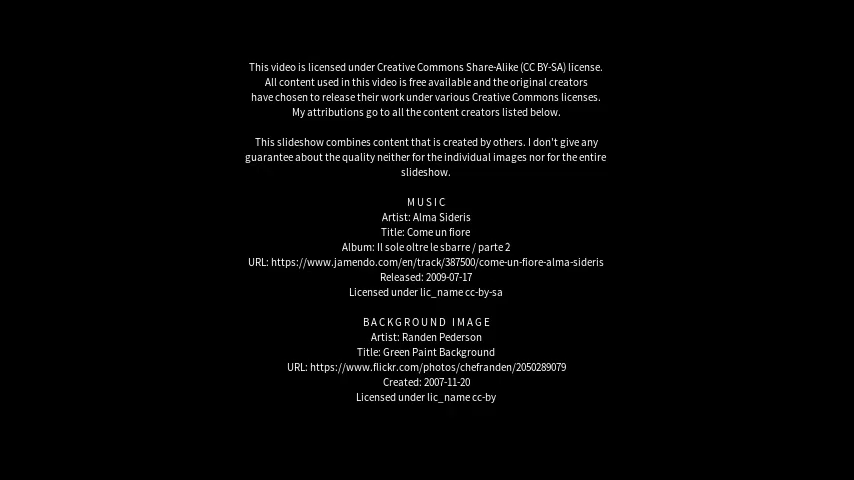 This video is licensed under Creative Commons Share-Alike (CC BY-SA) license.
All content used in this video is free available and the original creators
have chosen to release their work under various Creative Commons licenses.
My attributions go to all the content creators listed below.
This slideshow combines content that is created by others. I don't give any
guarantee about the quality neither for the individual images nor for the entire
slideshow.
MUSIC
Artist: Alma Sideris
Title: Come un fiore
Album: Il sole oltre le sbarre / parte 2
URL: https://www.jamendo.com/en/track/387500/come-un-fiore-alma-sideris
Released: 2009-07-17
Licensed under lic_name cc-by-sa
BACKGROUND IMAGE
Artist: Randen Pederson
Title: Green Paint Background
URL: https://www.flickr.com/photos/chefranden/2050289079
Created: 2007-11-20
Licensed under lic_name cc-by